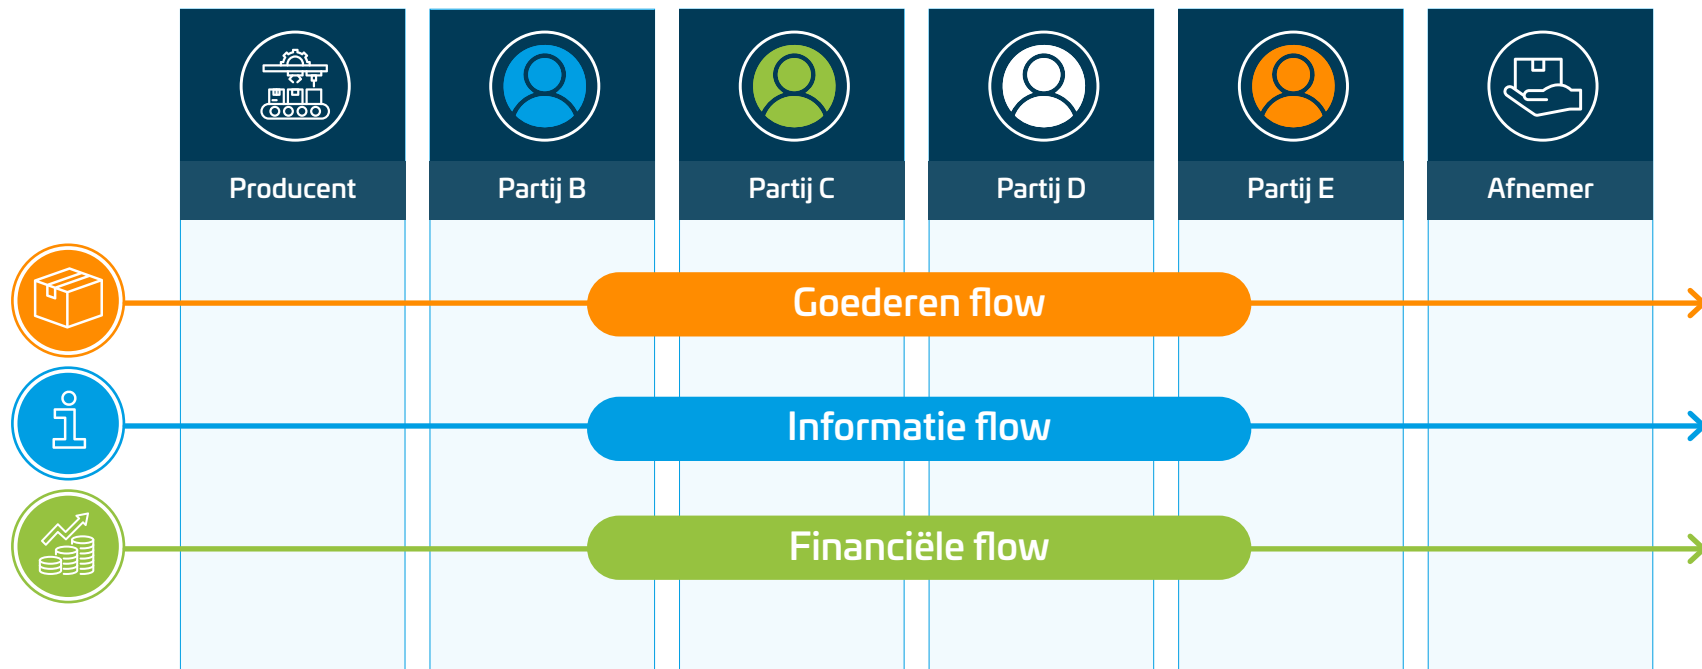 Producent
Partij B
Partij C
Partij D
Partij E
Afnemer
Goederen flow
Informatie flow
Financiële flow